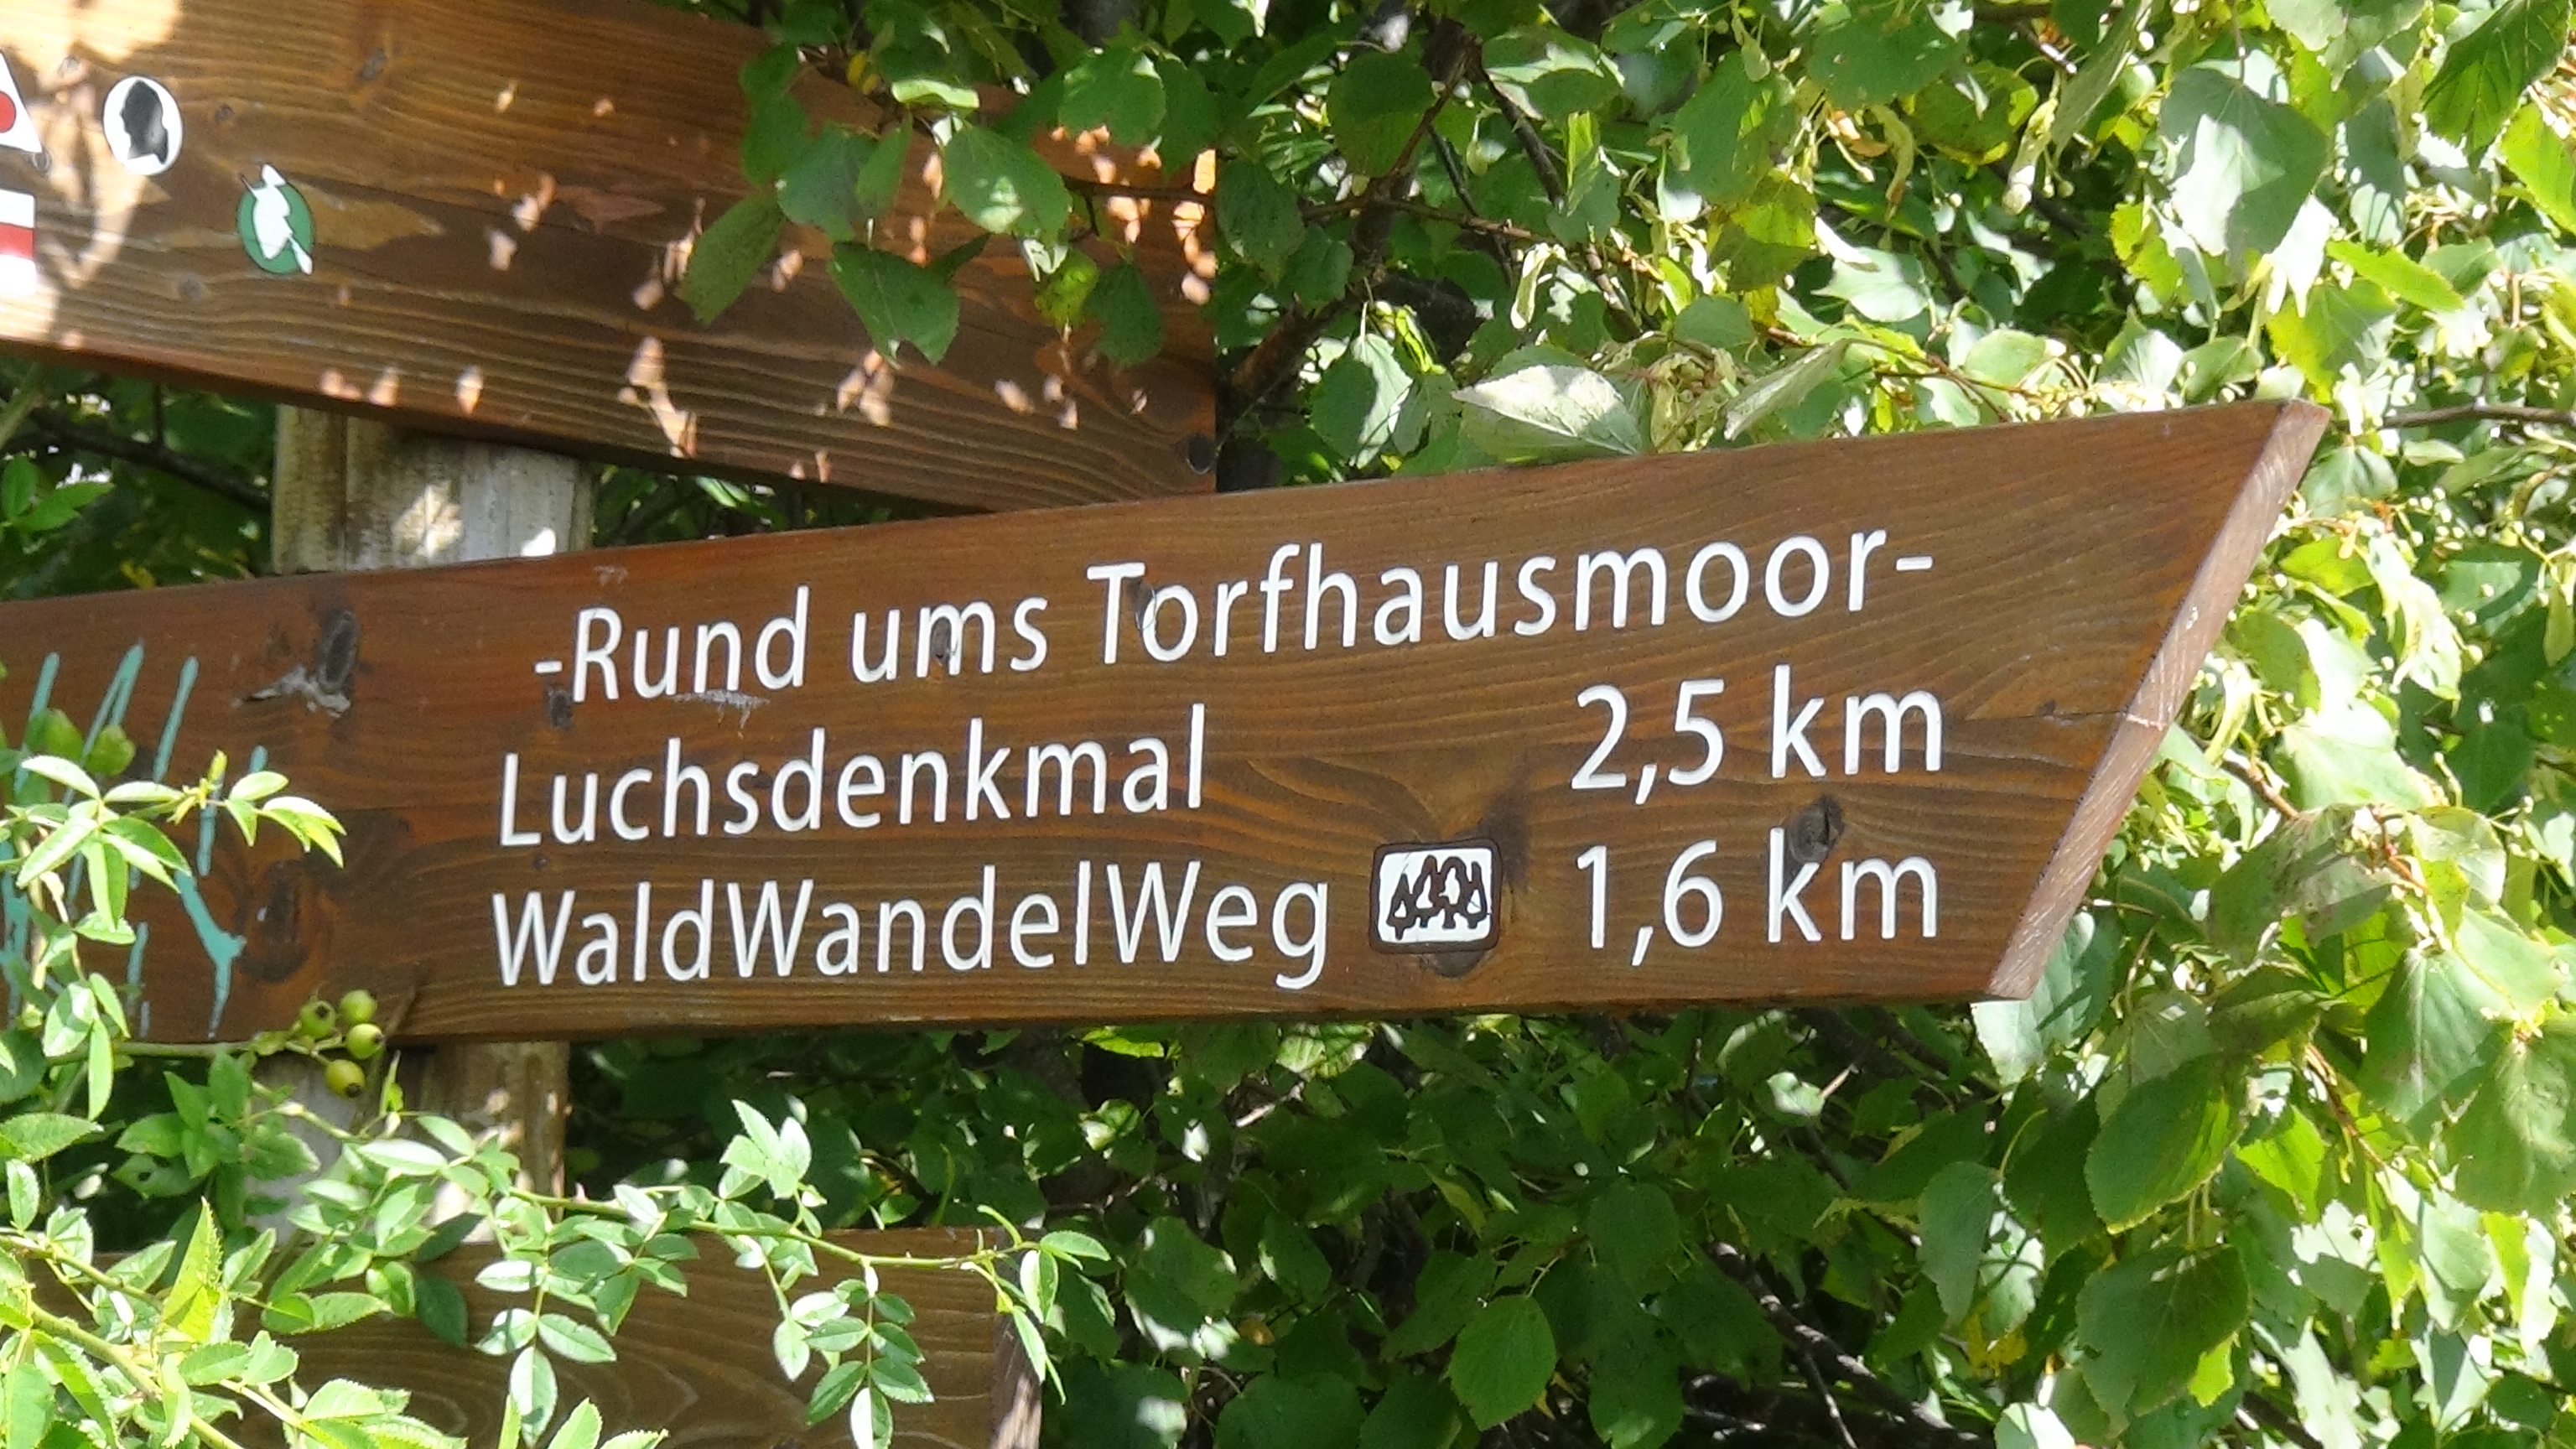 -Rund ums Torfhausmoor-
Luchsdenkmal 2,5 km
WaldWandelWeg 1,6 km